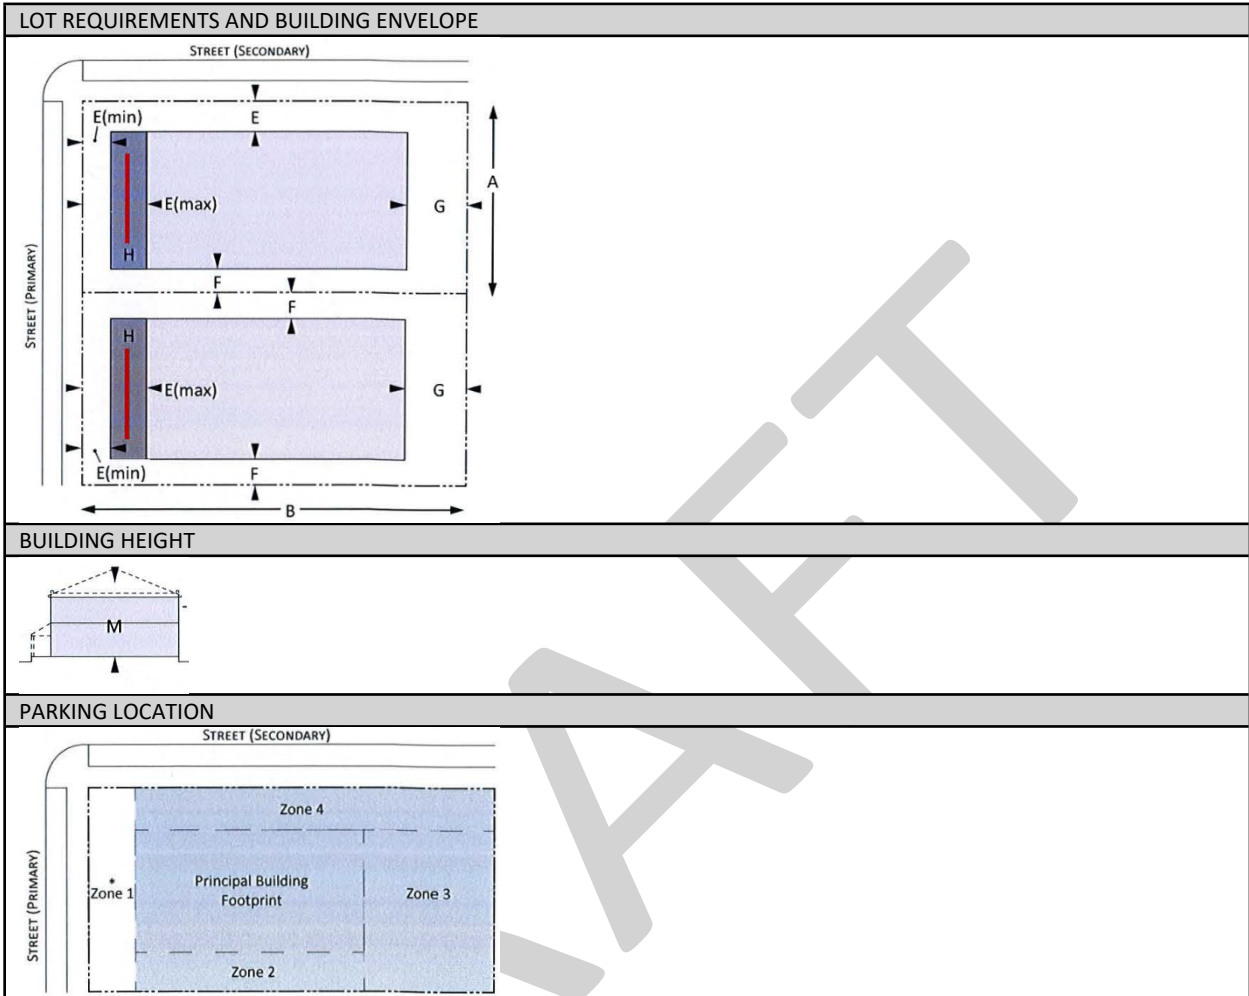 LOT REQUIREMENTS AND BUILDING ENVELOPE
STREET (SECONDARY)
E(min)
E
A
E(max)
G
H
F
STREET (PRIMARY)
F
H
E(max)
G
E(min)
F
B
BUILDING HEIGHT
M
PARKING LOCATION
STREET (SECONDARY)
Zone 4
STREET (PRIMARY)
*
Zone 1
Principal Building
Footprint
Zone 3
Zone 2
DRAFT